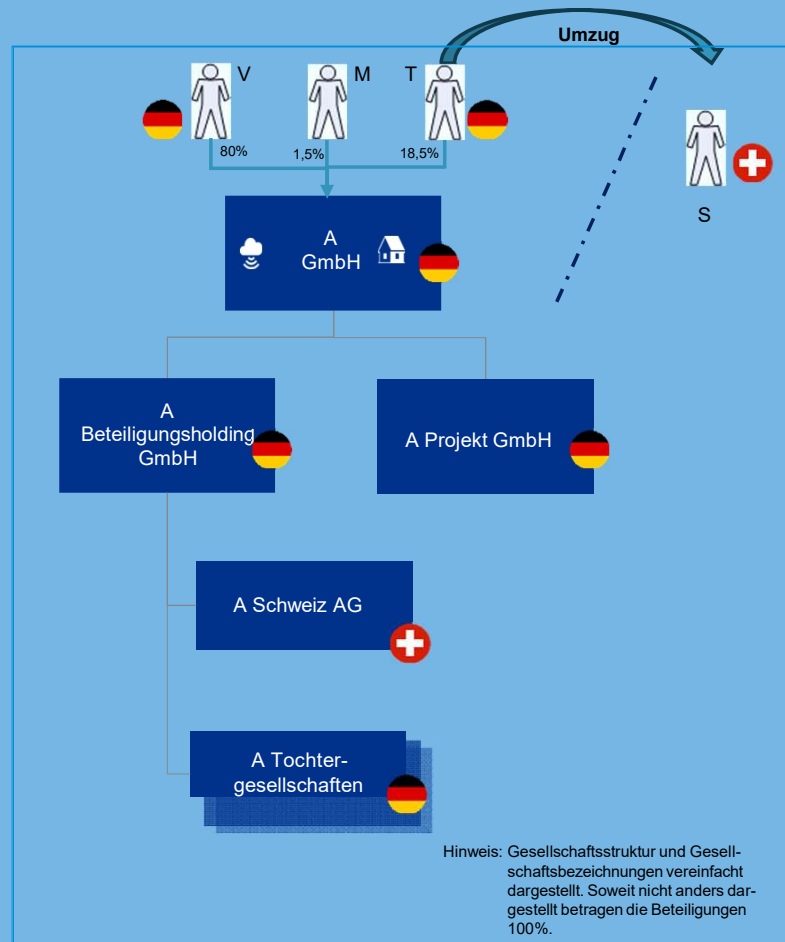 Umzug
V
M
T
80%
1,5%
18,5%
S
A
GmbH
A
Beteiligungsholding
GmbH
A Projekt GmbH
A Schweiz AG
A Tochter-
gesellschaften
Hinweis: Gesellschaftsstruktur und Gesell-
schaftsbezeichnungen vereinfacht
dargestellt. Soweit nicht anders dar-
gestellt betragen die Beteiligungen
100%.